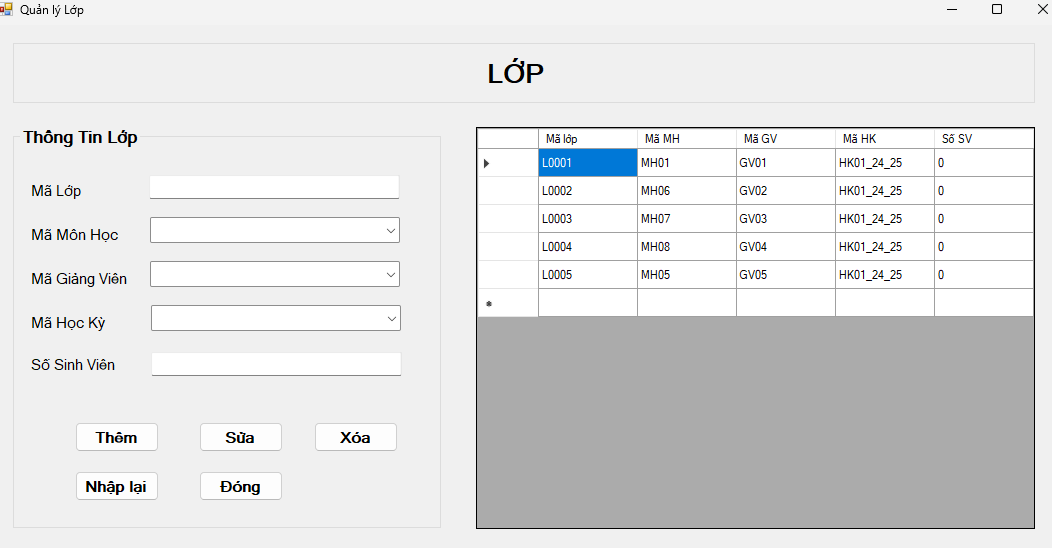 Quản lý Lớp
LỚP
Thông Tin Lớp
Mã Lớp
Mã Môn Học
Mã Giảng Viên
Mã Học Kỳ
Số Sinh Viên
Thêm Sửa Xóa
Nhập lại Đóng
Mã lớp Mã MH Mã GV Mã HK Số SV
L0001 MH01 GV01 HK01_24_25 0
L0002 MH06 GV02 HK01_24_25 0
L0003 MH07 GV03 HK01_24_25 0
L0004 MH08 GV04 HK01_24_25 0
L0005 MH05 GV05 HK01_24_25 0